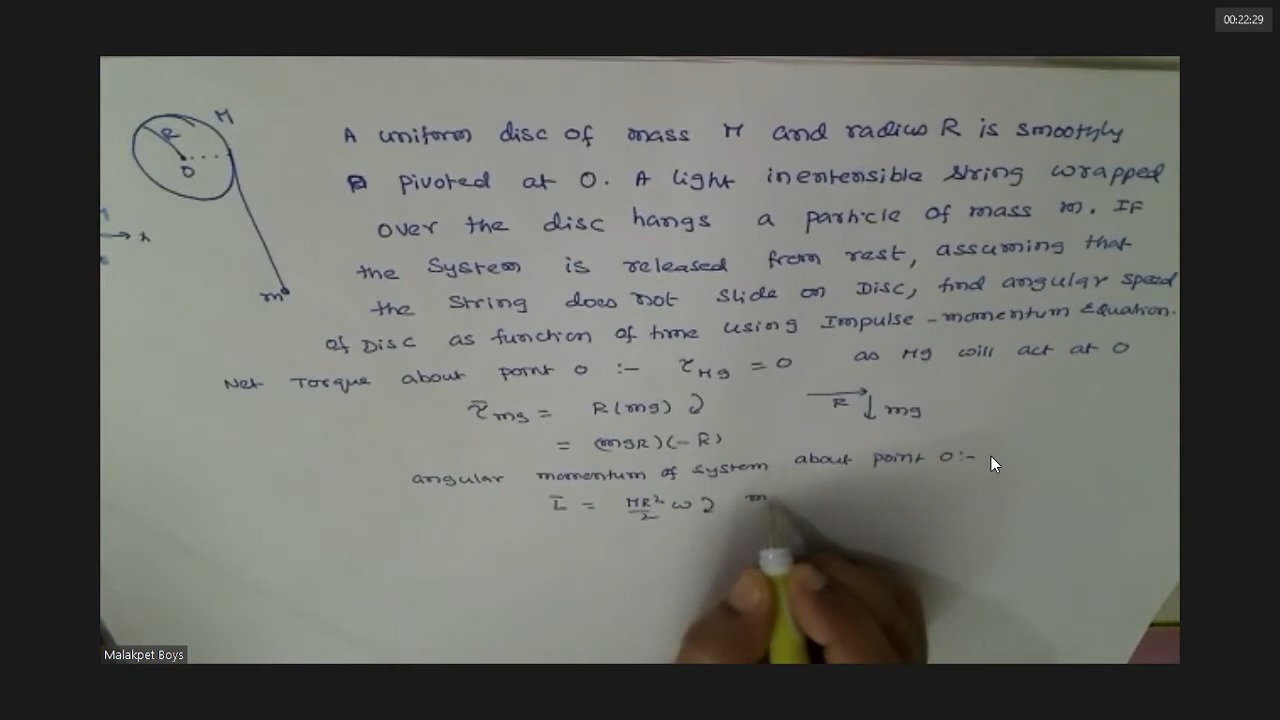 00:22:29
M
R
O
m
x
A uniform disc of mass M and radius R is smootyly
pivoted at O. A light inentensible string wrapped
over the disc hangs a particle of mass m. IF
the system is released from rest, assuming that
the string does not slide on Disc, find angular speed
of Disc as function of time using Impulse - momentum Equation.
Net Torque about point O :- τMg = 0 as Mg will act at O
τ̄mg = R(mg) R mg
= (mgR)(-k̂)
angular momentum of system about point O :-
L̄ = MR²/2 ω m
Malakpet Boys